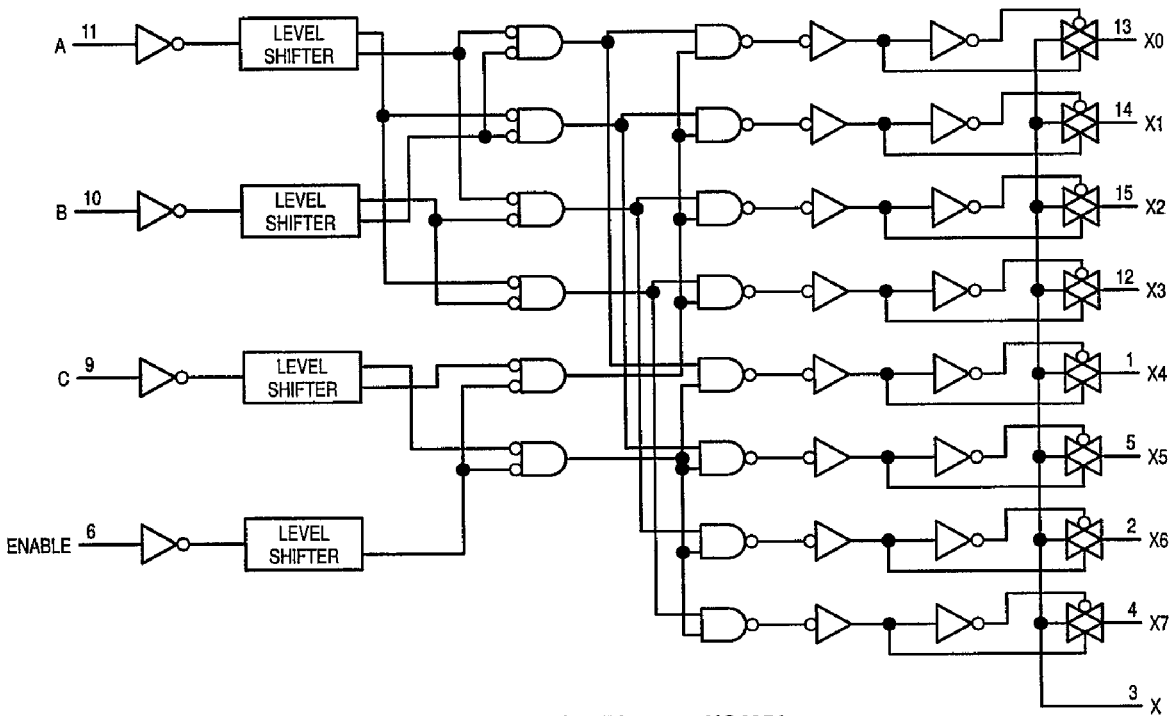 A 11
LEVEL
SHIFTER
13 X0
14 X1
B 10
LEVEL
SHIFTER
15 X2
12 X3
C 9
LEVEL
SHIFTER
1 X4
5 X5
ENABLE 6
LEVEL
SHIFTER
2 X6
4 X7
3 X